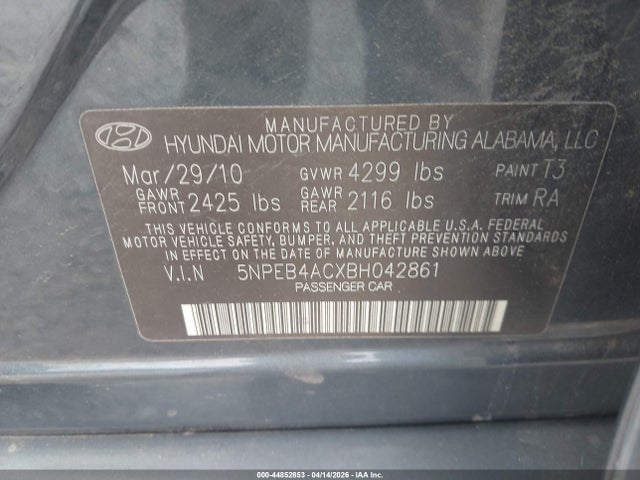 MANUFACTURED BY
HYUNDAI MOTOR MANUFACTURING ALABAMA, LLC
Mar/29/10 GVWR 4299 lbs PAINT T3
GAWR FRONT 2425 lbs GAWR REAR 2116 lbs TRIM RA
THIS VEHICLE CONFORMS TO ALL APPLICABLE U.S.A. FEDERAL
MOTOR VEHICLE SAFETY, BUMPER, AND THEFT PREVENTION
STANDARDS IN EFFECT ON THE DATE OF MANUFACTURE SHOWN ABOVE.
V.I.N 5NPEB4ACXBH042861
PASSENGER CAR
000-44852853 - 04/14/2026 - IAA Inc.